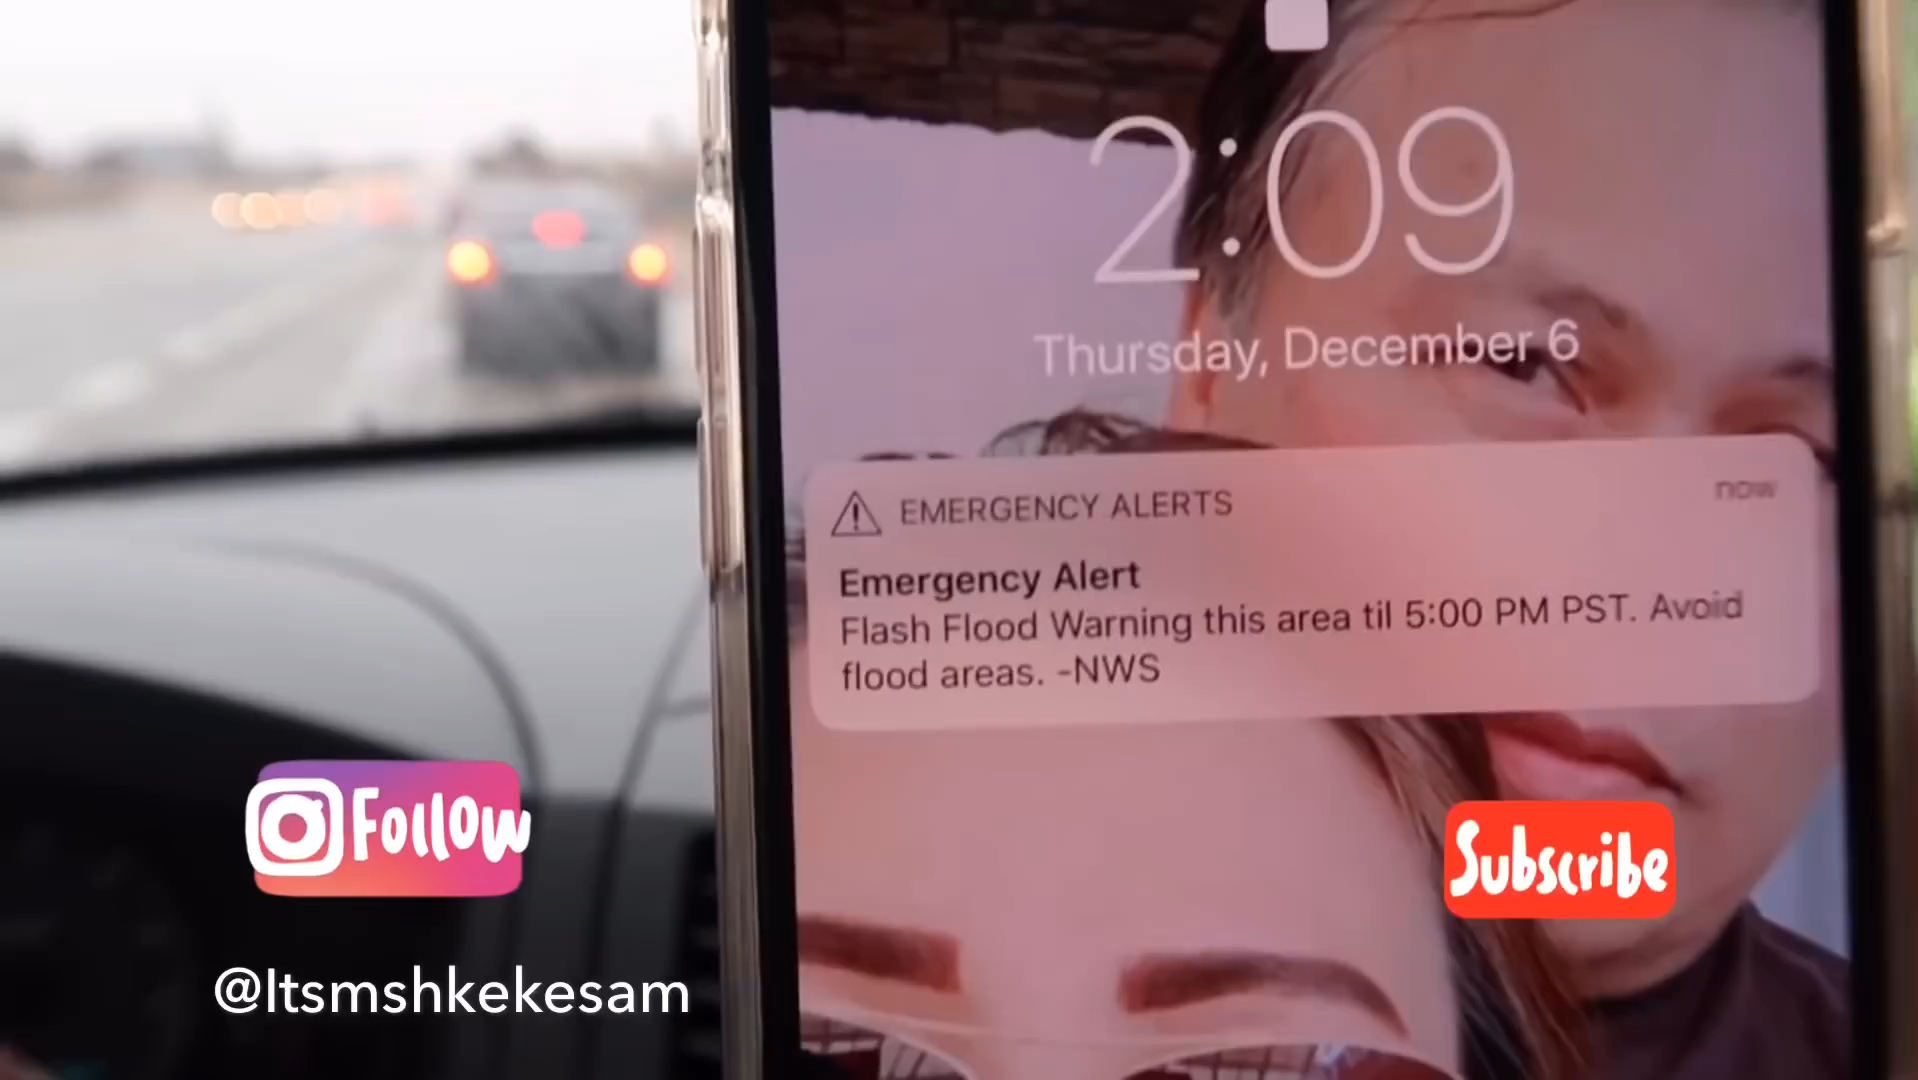 2:09
Thursday, December 6
EMERGENCY ALERTS
now
Emergency Alert
Flash Flood Warning this area til 5:00 PM PST. Avoid
flood areas. -NWS
Follow
Subscribe
@Itsmshkekesam